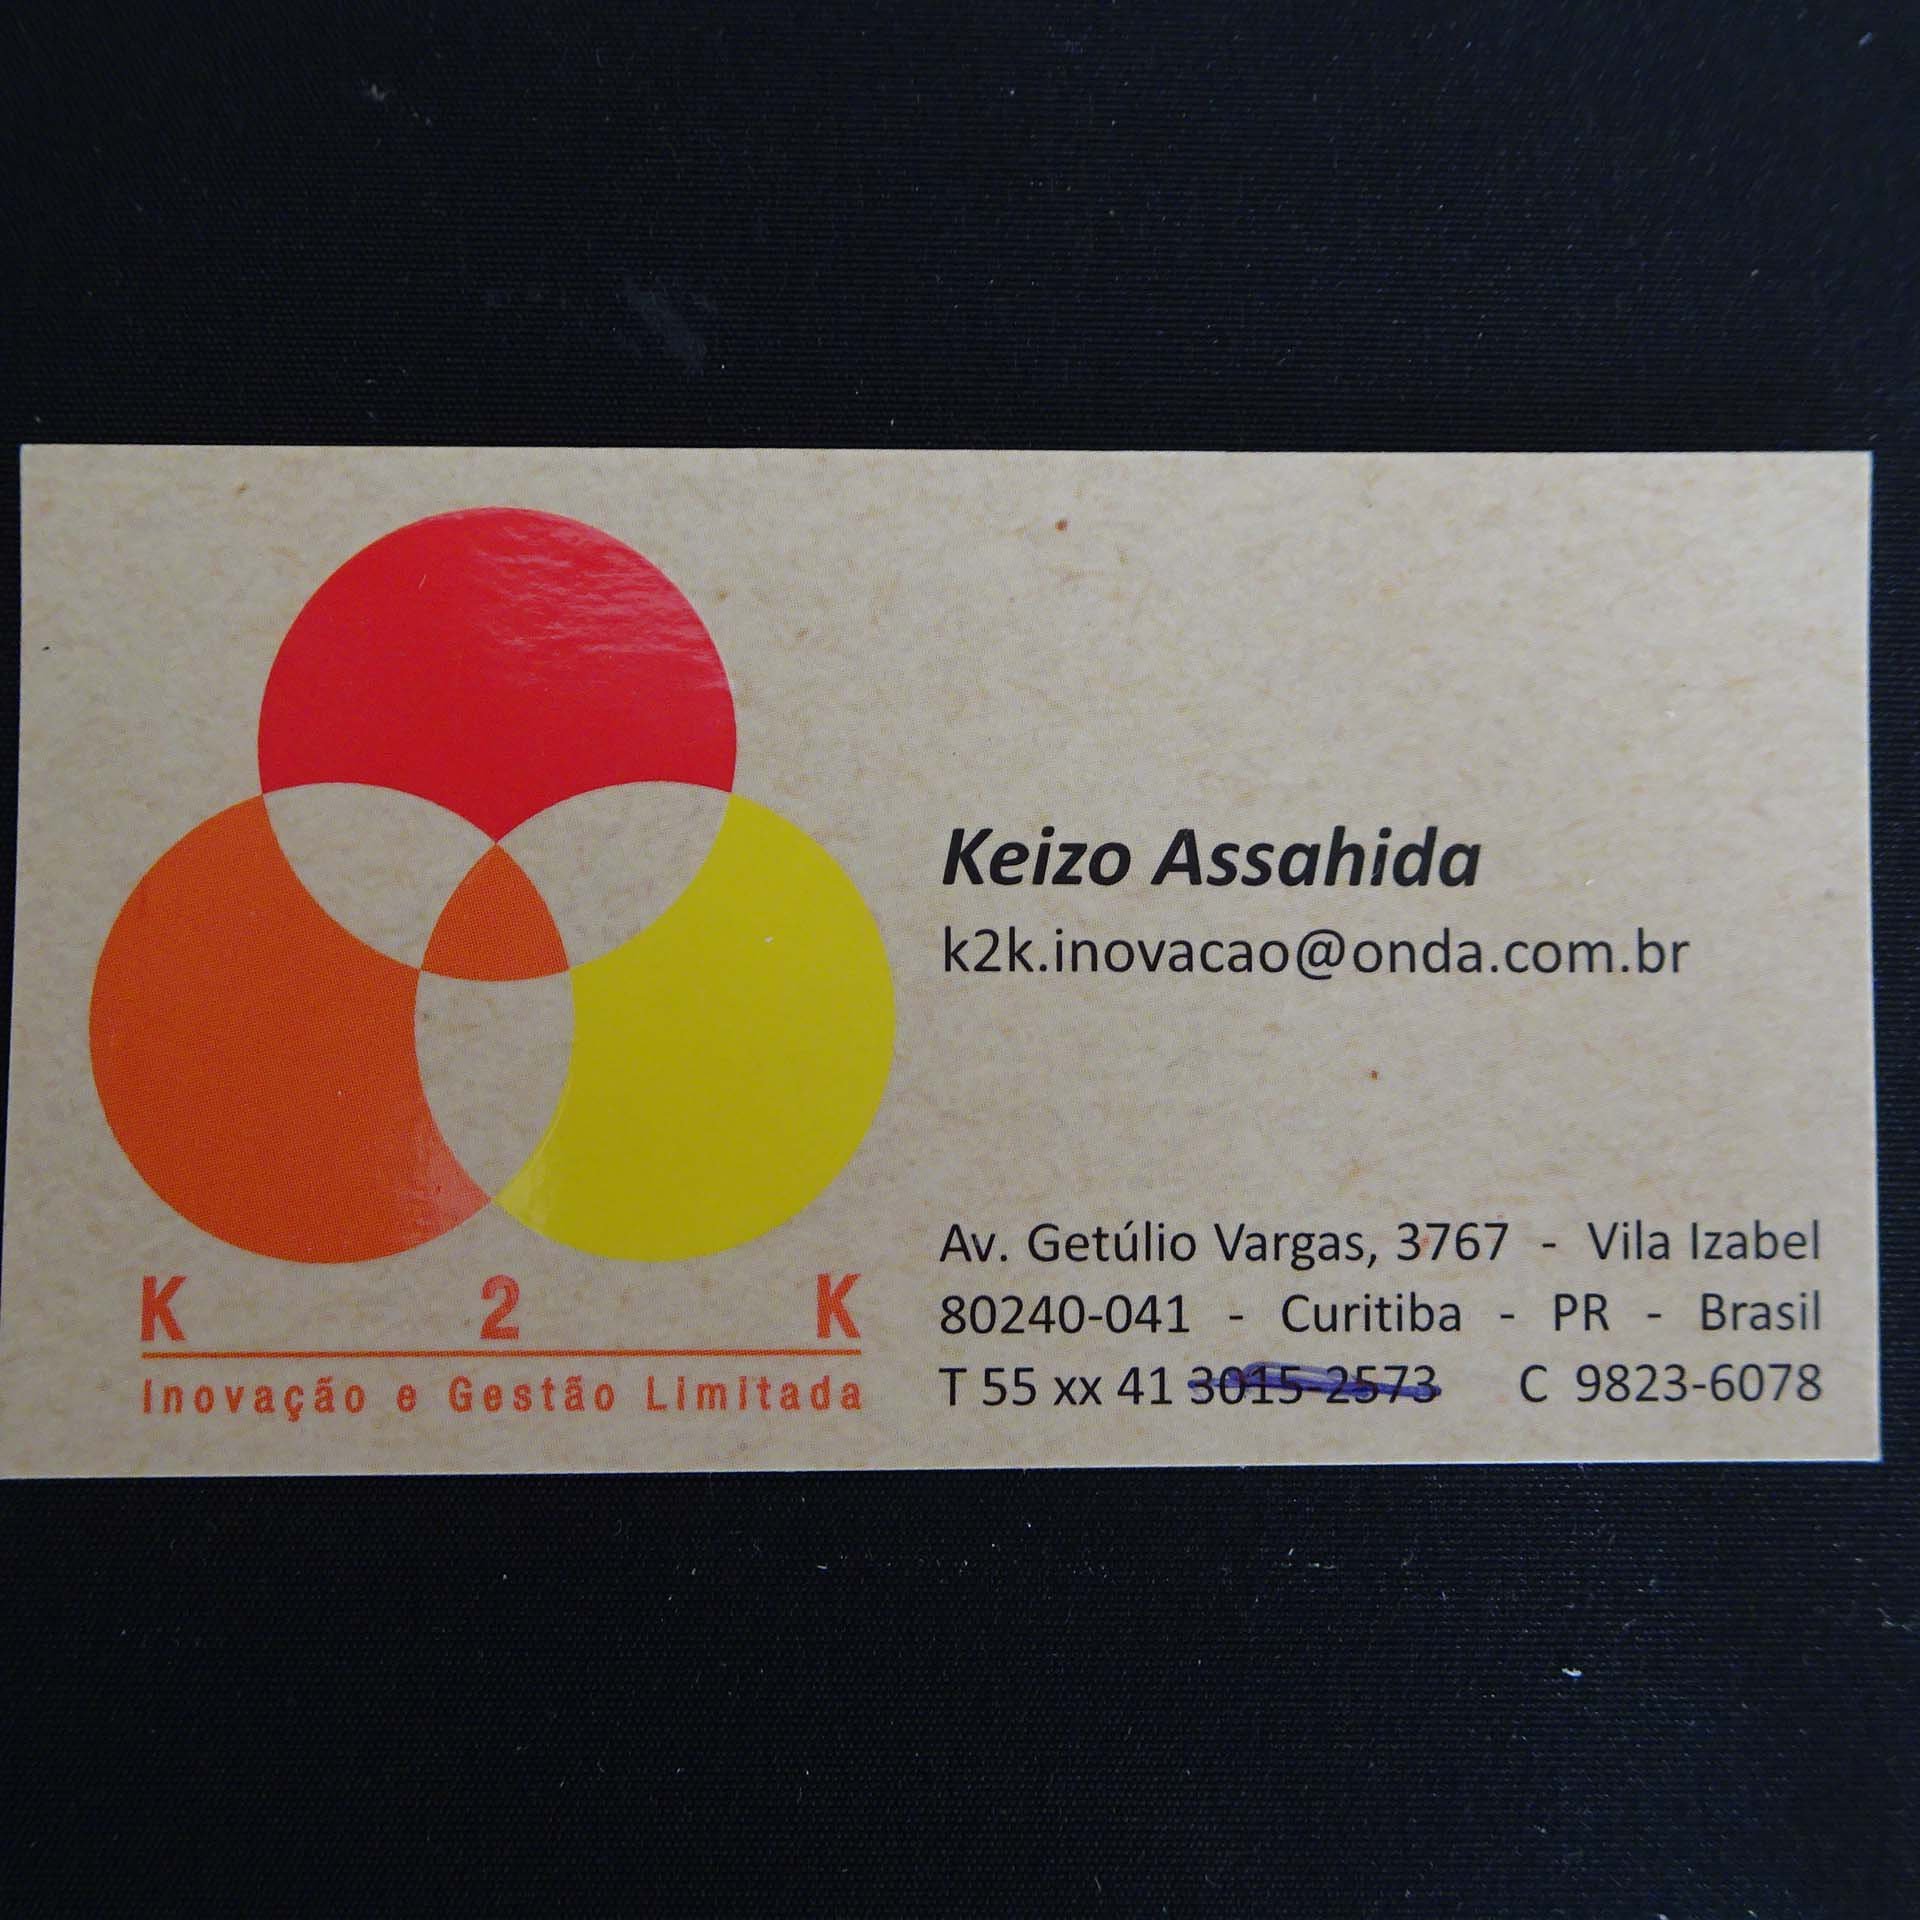 K 2 K
Inovação e Gestão Limitada
Keizo Assahida
k2k.inovacao@onda.com.br
Av. Getúlio Vargas, 3767 - Vila Izabel
80240-041 - Curitiba - PR - Brasil
T 55 xx 41 3015-2573 C 9823-6078